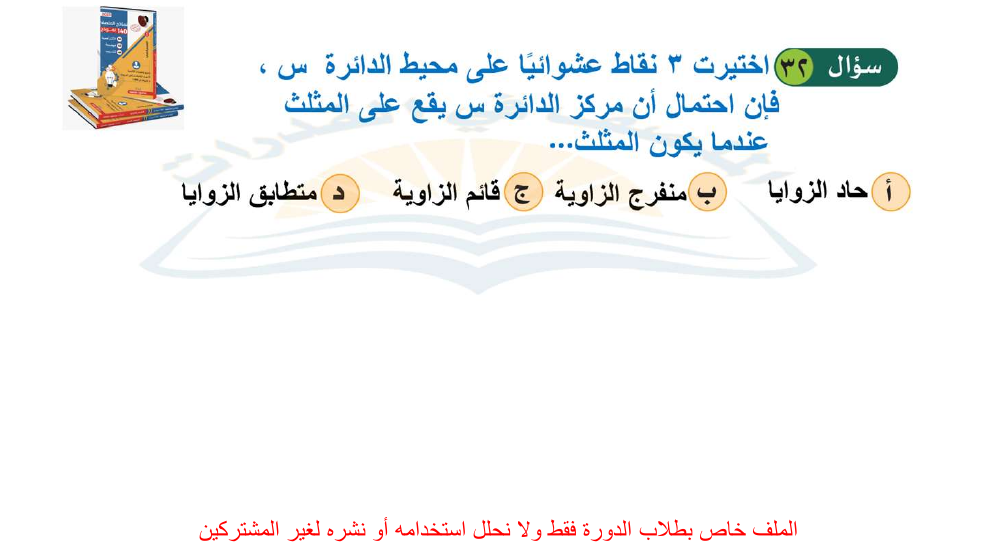 سؤال ٣٢ اختيرت ٣ نقاط عشوائيًا على محيط الدائرة س ،
فإن احتمال أن مركز الدائرة س يقع على المثلث
عندما يكون المثلث...
أ حاد الزوايا ب منفرج الزاوية ج قائم الزاوية د متطابق الزوايا
الملف خاص بطلاب الدورة فقط ولا نحلل استخدامه أو نشره لغير المشتركين